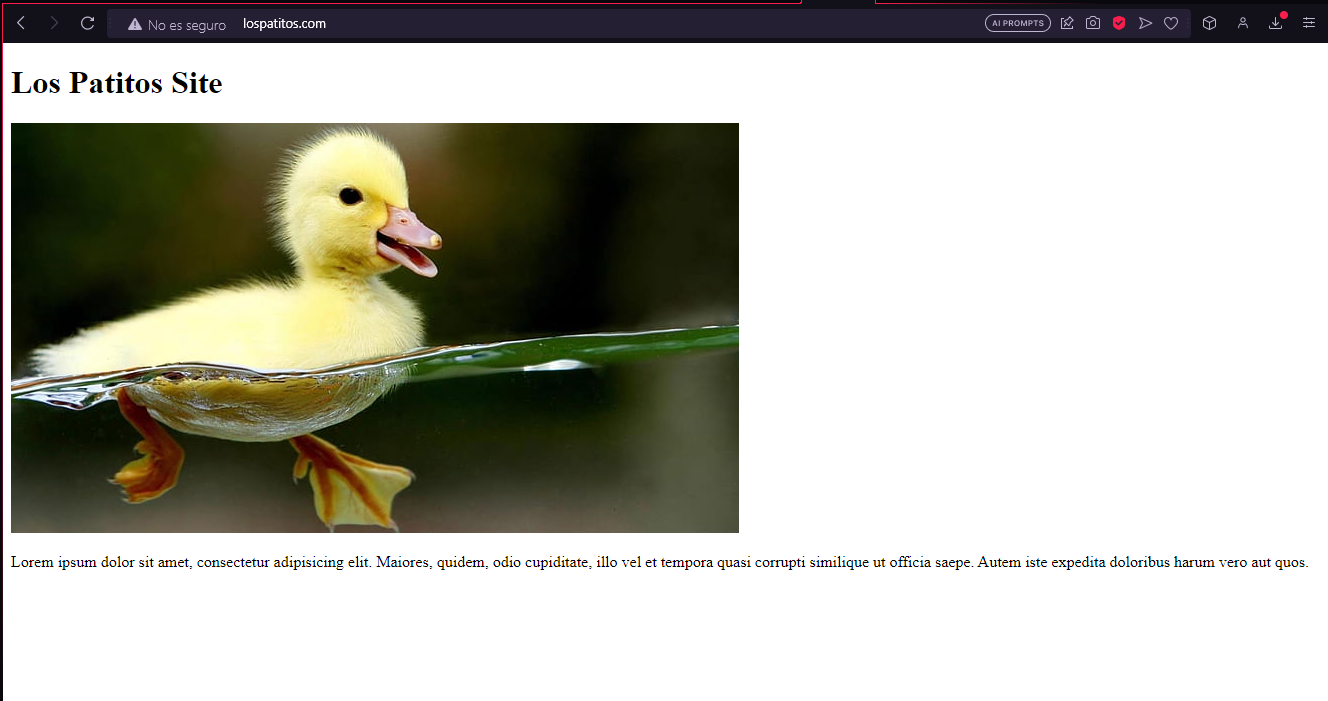 No es seguro lospatitos.com AI PROMPTS
Los Patitos Site
Lorem ipsum dolor sit amet, consectetur adipisicing elit. Maiores, quidem, odio cupiditate, illo vel et tempora quasi corrupti similique ut officia saepe. Autem iste expedita doloribus harum vero aut quos.